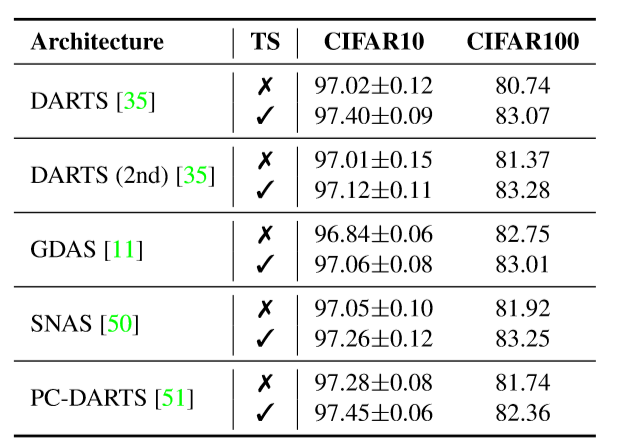 Architecture TS CIFAR10 CIFAR100
DARTS [35] ✗ 97.02±0.12 80.74
✓ 97.40±0.09 83.07
DARTS (2nd) [35] ✗ 97.01±0.15 81.37
✓ 97.12±0.11 83.28
GDAS [11] ✗ 96.84±0.06 82.75
✓ 97.06±0.08 83.01
SNAS [50] ✗ 97.05±0.10 81.92
✓ 97.26±0.12 83.25
PC-DARTS [51] ✗ 97.28±0.08 81.74
✓ 97.45±0.06 82.36